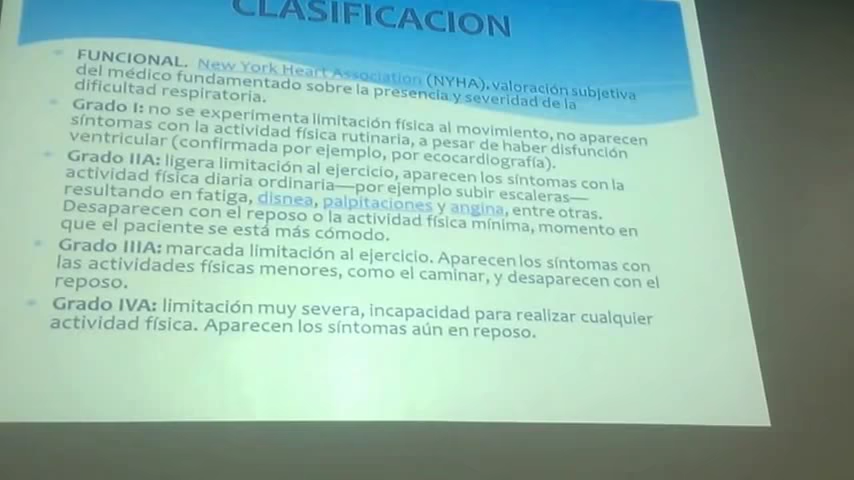 CLASIFICACION
FUNCIONAL. New York Heart Association (NYHA). valoración subjetiva
del médico fundamentado sobre la presencia y severidad de la
dificultad respiratoria.
Grado I: no se experimenta limitación física al movimiento, no aparecen
síntomas con la actividad física rutinaria, a pesar de haber disfunción
ventricular (confirmada por ejemplo, por ecocardiografía).
Grado IIA: ligera limitación al ejercicio, aparecen los síntomas con la
actividad física diaria ordinaria—por ejemplo subir escaleras—
resultando en fatiga, disnea, palpitaciones y angina, entre otras.
Desaparecen con el reposo o la actividad física mínima, momento en
que el paciente se está más cómodo.
Grado IIIA: marcada limitación al ejercicio. Aparecen los síntomas con
las actividades físicas menores, como el caminar, y desaparecen con el
reposo.
Grado IVA: limitación muy severa, incapacidad para realizar cualquier
actividad física. Aparecen los síntomas aún en reposo.